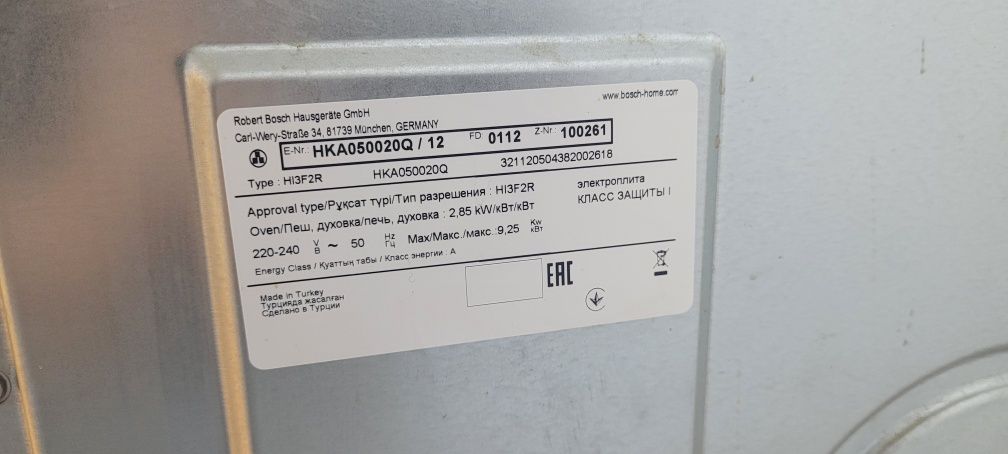 Robert Bosch Hausgeräte GmbH
www.bosch-home.com
Carl-Wery-Straße 34, 81739 München, GERMANY
E-Nr.: HKA050020Q / 12 FD 0112 Z-Nr.: 100261
Type : HI3F2R HKA050020Q 321120504382002618
Approval type/Рұқсат түрі/Тип разрешения : HI3F2R электроплита
Oven/Пеш, духовка/печь, духовка : 2,85 kW/кВт/кВт КЛАСС ЗАЩИТЫ I
220-240 V/В ~ 50 Hz/Гц Max/Макс./макс.:9,25 Kw/кВт
Energy Class / Қуаттың табы / Класс энергии : A
Made in Turkey
Турцияда жасалған
Сделано в Турции
EAC